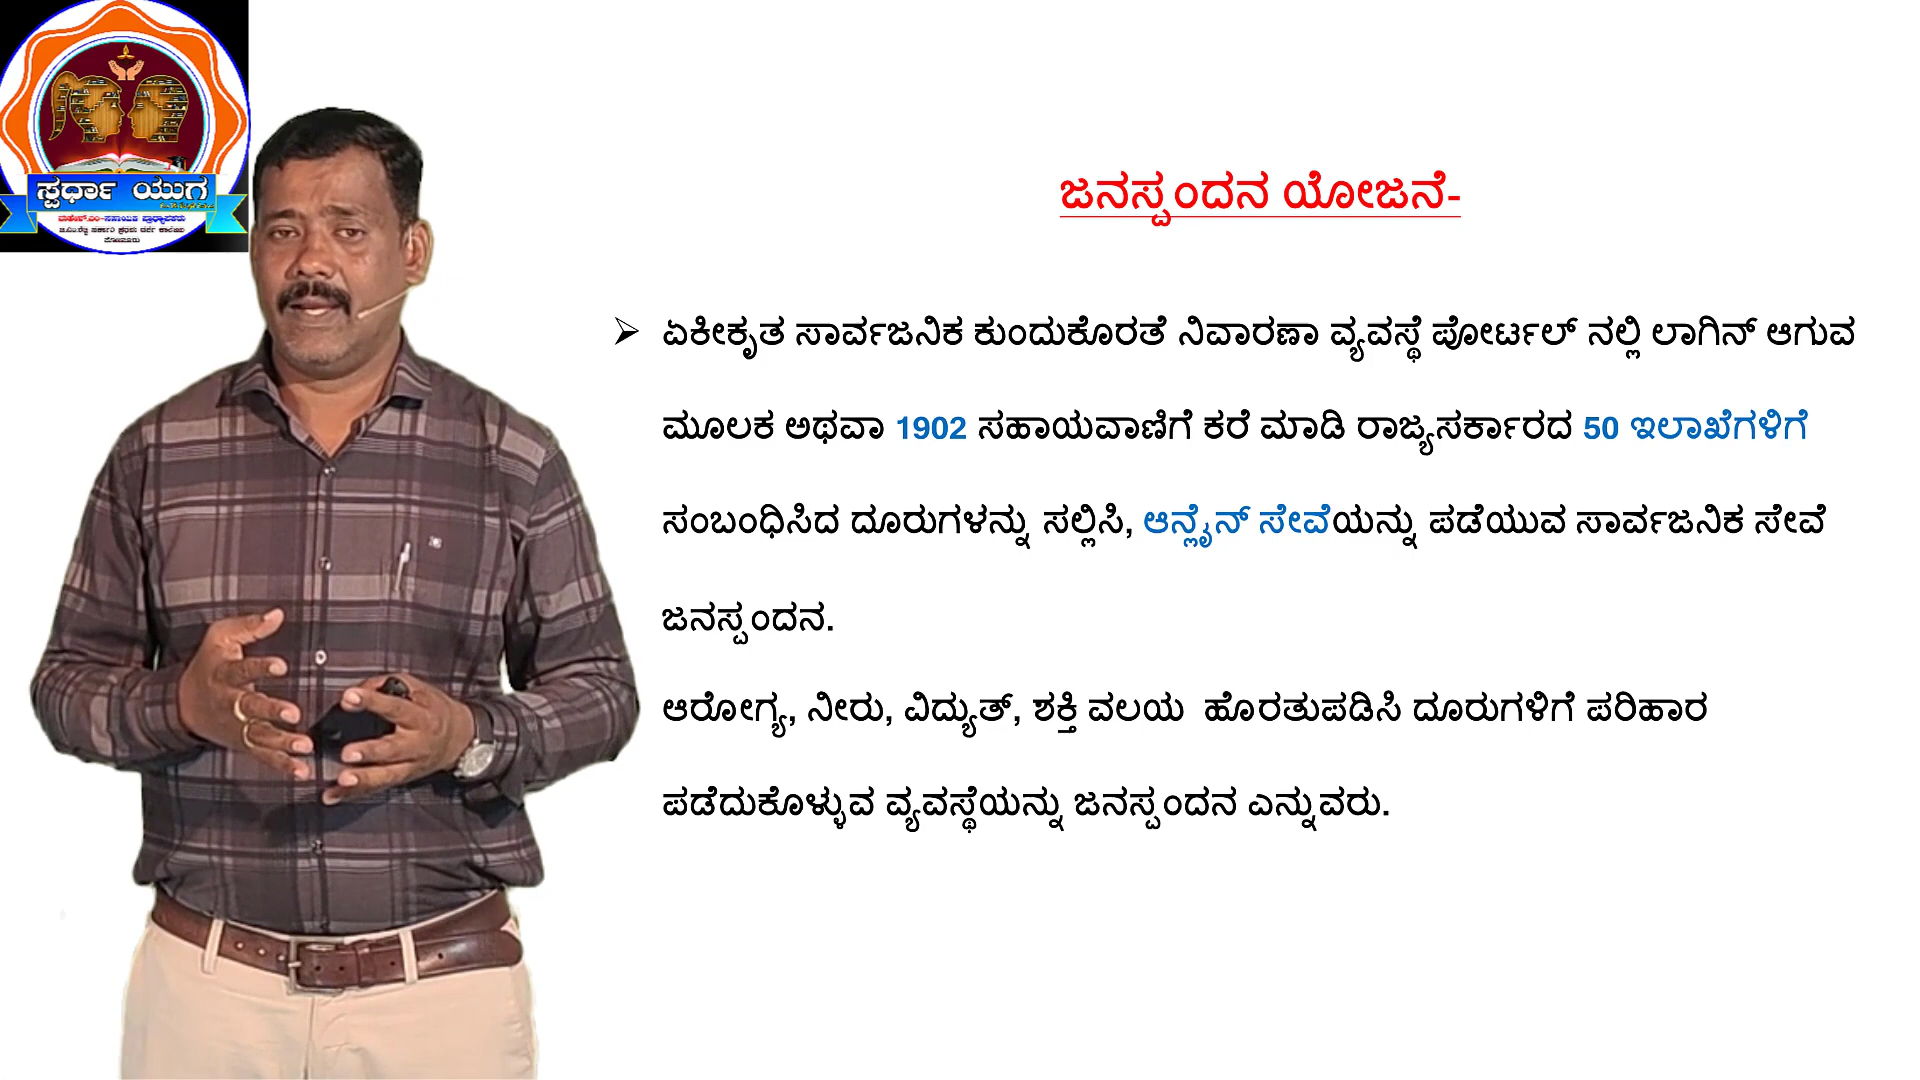 ಸ್ಪರ್ಧಾ ಯುಗ
ಜನಸ್ಪಂದನ ಯೋಜನೆ-
➢ ಏಕೀಕೃತ ಸಾರ್ವಜನಿಕ ಕುಂದುಕೊರತೆ ನಿವಾರಣಾ ವ್ಯವಸ್ಥೆ ಪೋರ್ಟಲ್ ನಲ್ಲಿ ಲಾಗಿನ್ ಆಗುವ
ಮೂಲಕ ಅಥವಾ 1902 ಸಹಾಯವಾಣಿಗೆ ಕರೆ ಮಾಡಿ ರಾಜ್ಯಸರ್ಕಾರದ 50 ಇಲಾಖೆಗಳಿಗೆ
ಸಂಬಂಧಿಸಿದ ದೂರುಗಳನ್ನು ಸಲ್ಲಿಸಿ, ಆನ್ಲೈನ್ ಸೇವೆಯನ್ನು ಪಡೆಯುವ ಸಾರ್ವಜನಿಕ ಸೇವೆ
ಜನಸ್ಪಂದನ.
ಆರೋಗ್ಯ, ನೀರು, ವಿದ್ಯುತ್, ಶಕ್ತಿ ವಲಯ ಹೊರತುಪಡಿಸಿ ದೂರುಗಳಿಗೆ ಪರಿಹಾರ
ಪಡೆದುಕೊಳ್ಳುವ ವ್ಯವಸ್ಥೆಯನ್ನು ಜನಸ್ಪಂದನ ಎನ್ನುವರು.